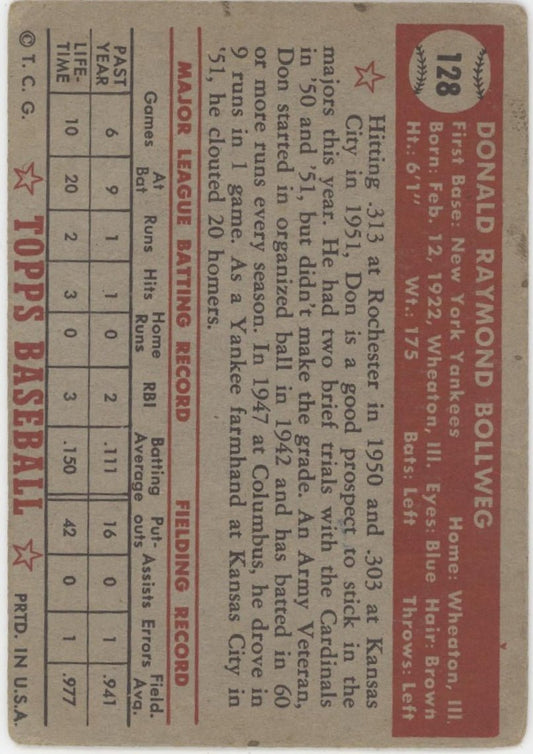 128
DONALD RAYMOND BOLLWEG
First Base: New York Yankees Home: Wheaton, Ill.
Born: Feb. 12, 1922, Wheaton, Ill. Eyes: Blue Hair: Brown
Ht.: 6'1" Wt.: 175 Bats: Left Throws: Left
Hitting .313 at Rochester in 1950 and .303 at Kansas
City in 1951, Don is a good prospect to stick in the
majors this year. He had two brief trials with the Cardinals
in '50 and '51, but didn't make the grade. An Army Veteran,
Don started in organized ball in 1942 and has batted in 60
or more runs every season. In 1947 at Columbus, he drove in
9 runs in 1 game. As a Yankee farmhand at Kansas City in
'51, he clouted 20 homers.
MAJOR LEAGUE BATTING RECORD FIELDING RECORD
Games At Bat Runs Hits Home Runs RBI Batting Average Put-outs Assists Errors Field. Avg.
PAST YEAR 6 9 1 1 0 2 .111 16 0 1 .941
LIFE-TIME 10 20 2 3 0 3 .150 42 0 1 .977
© T. C. G. TOPPS BASEBALL PRTD. IN U.S.A.